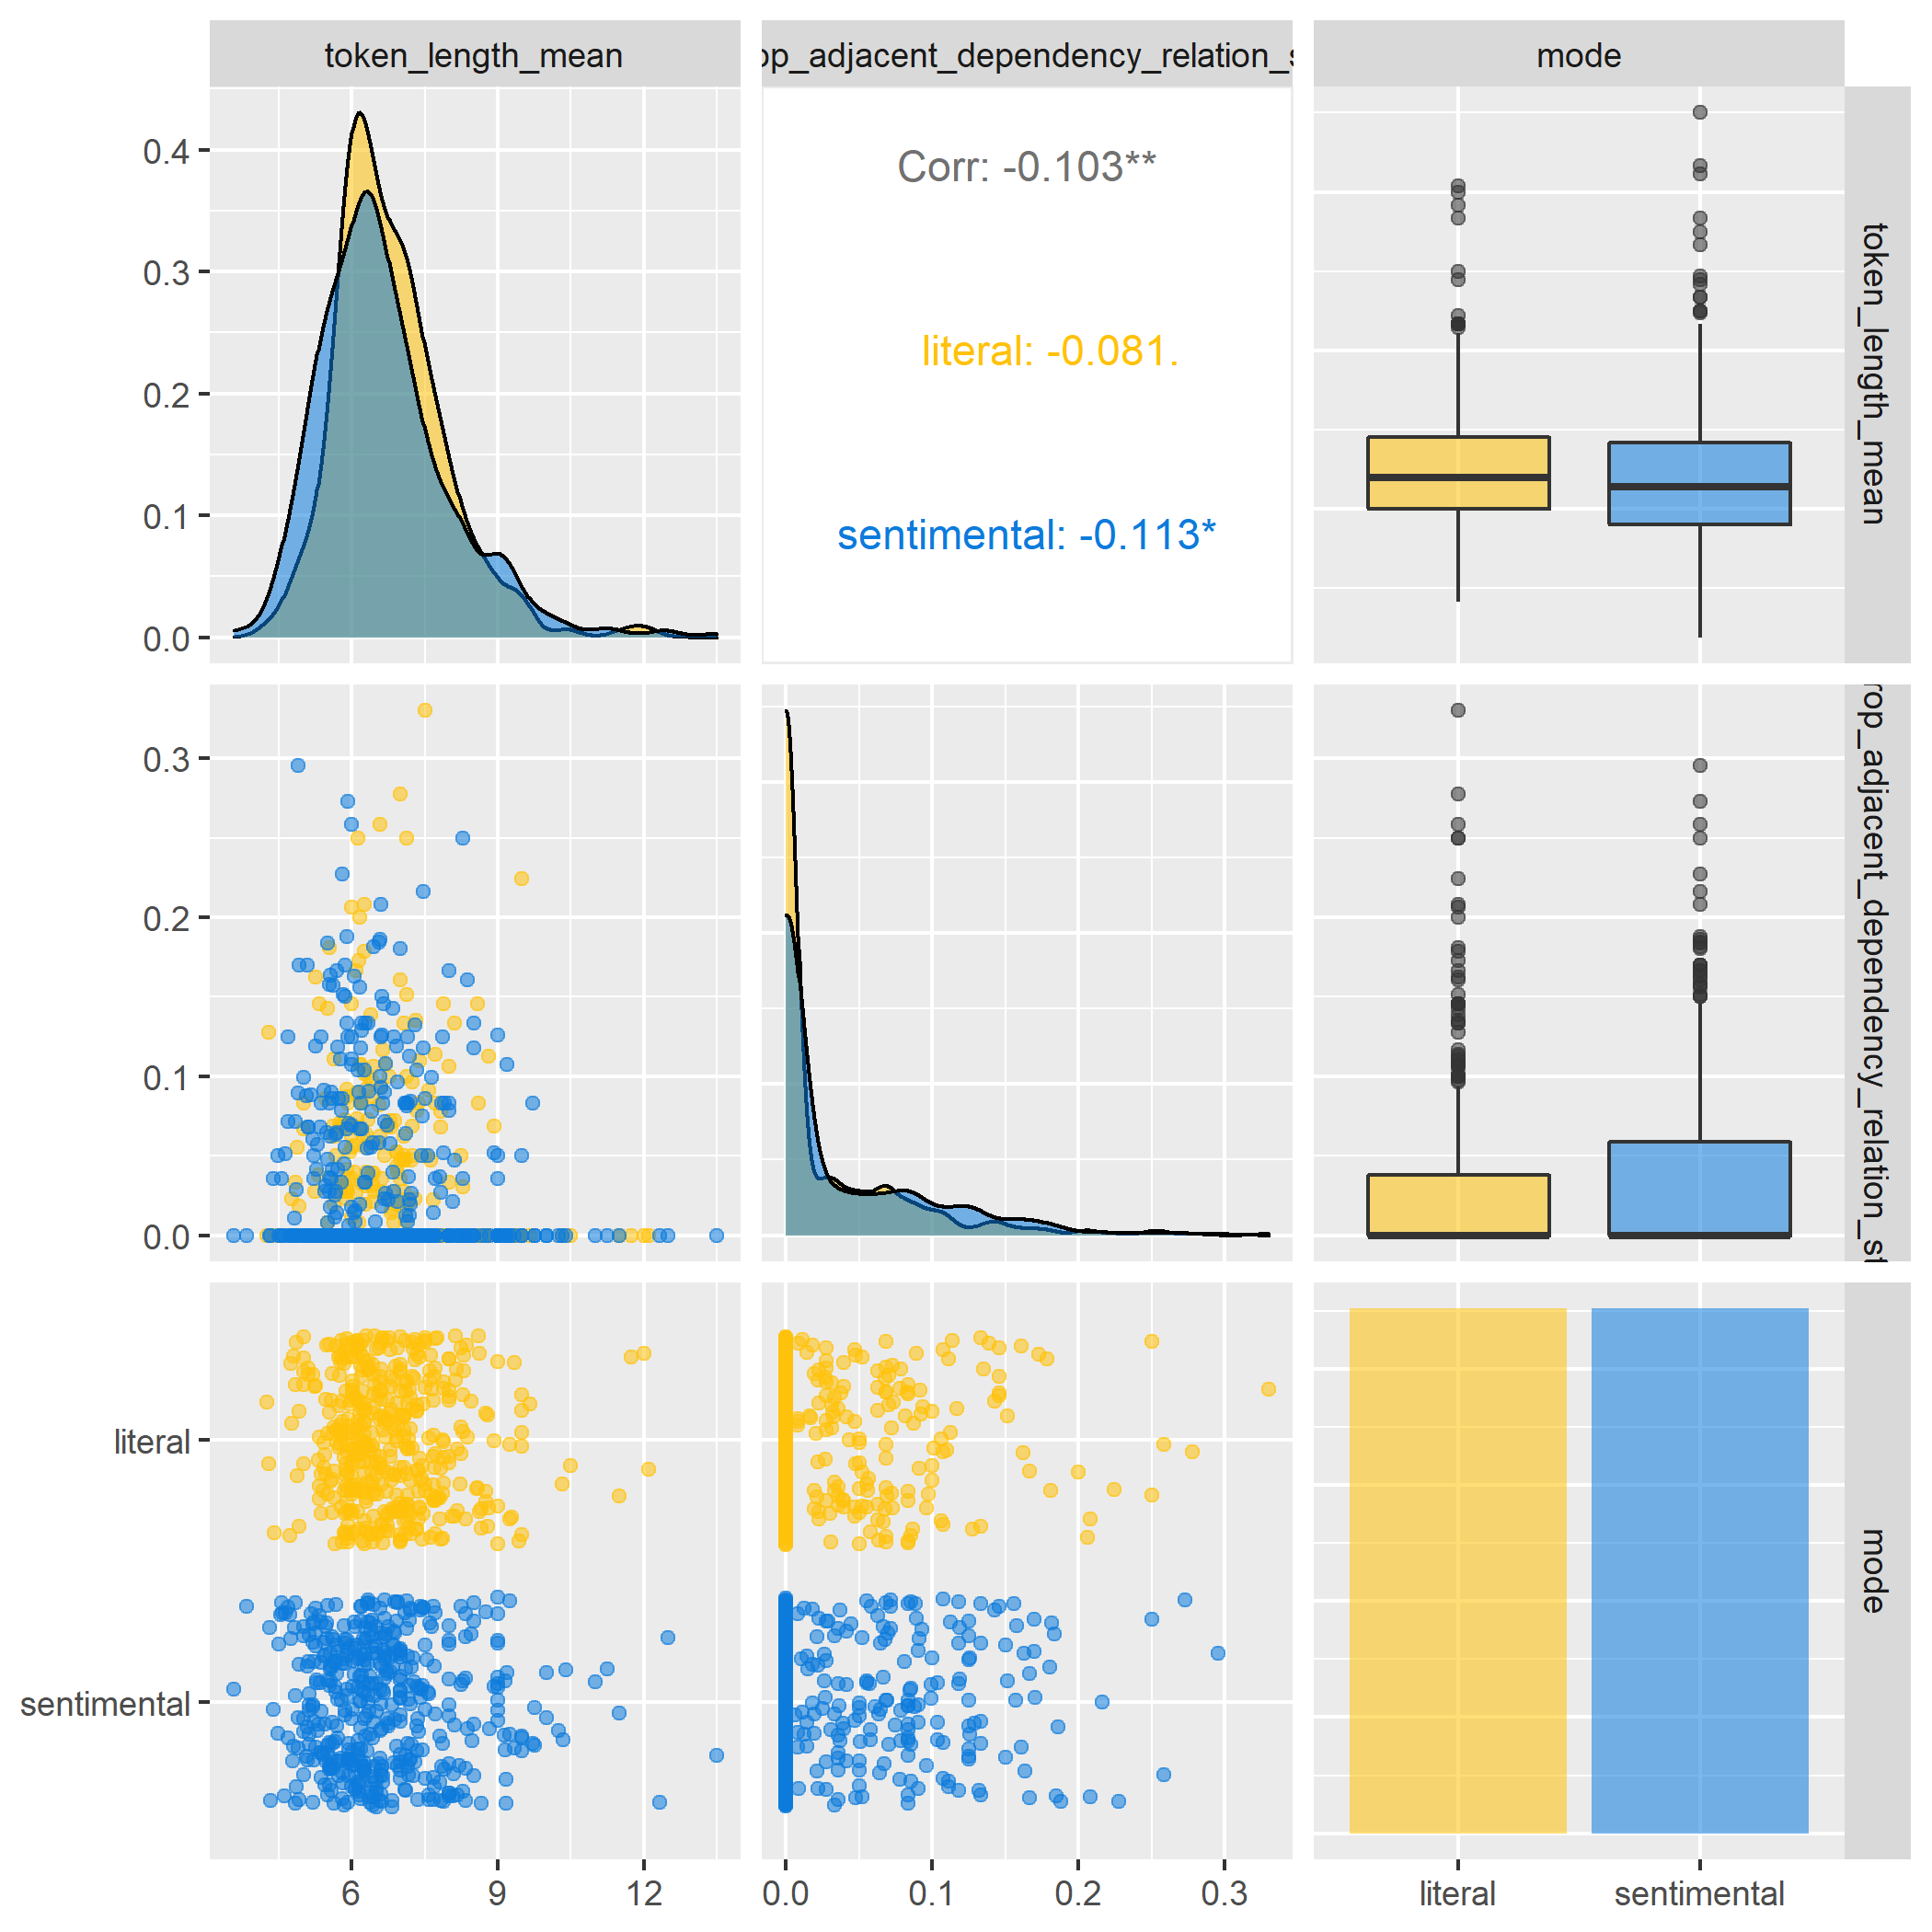 token_length_mean
op_adjacent_dependency_relation_s
mode
0.4
0.3
0.2
0.1
0.0
Corr: -0.103**
literal: -0.081.
sentimental: -0.113*
token_length_mean
0.3
0.2
0.1
0.0
rop_adjacent_dependency_relation_st
literal
sentimental
mode
6
9
12
0.0
0.1
0.2
0.3
literal
sentimental